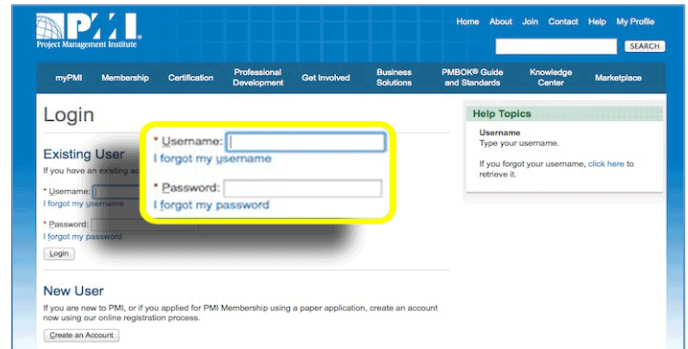 PMI.
Project Management Institute
Home About Join Contact Help My Profile
SEARCH
myPMI Membership Certification Professional Development Get Involved Business Solutions PMBOK® Guide and Standards Knowledge Center Marketplace
Login
Existing User
If you have an existing
* Username:
I forgot my username
* Password:
I forgot my password
Login
* Username:
I forgot my username
* Password:
I forgot my password
Help Topics
Username
Type your username.
If you forgot your username, click here to
retrieve it.
New User
If you are new to PMI, or if you applied for PMI Membership using a paper application, create an account
now using our online registration process.
Create an Account